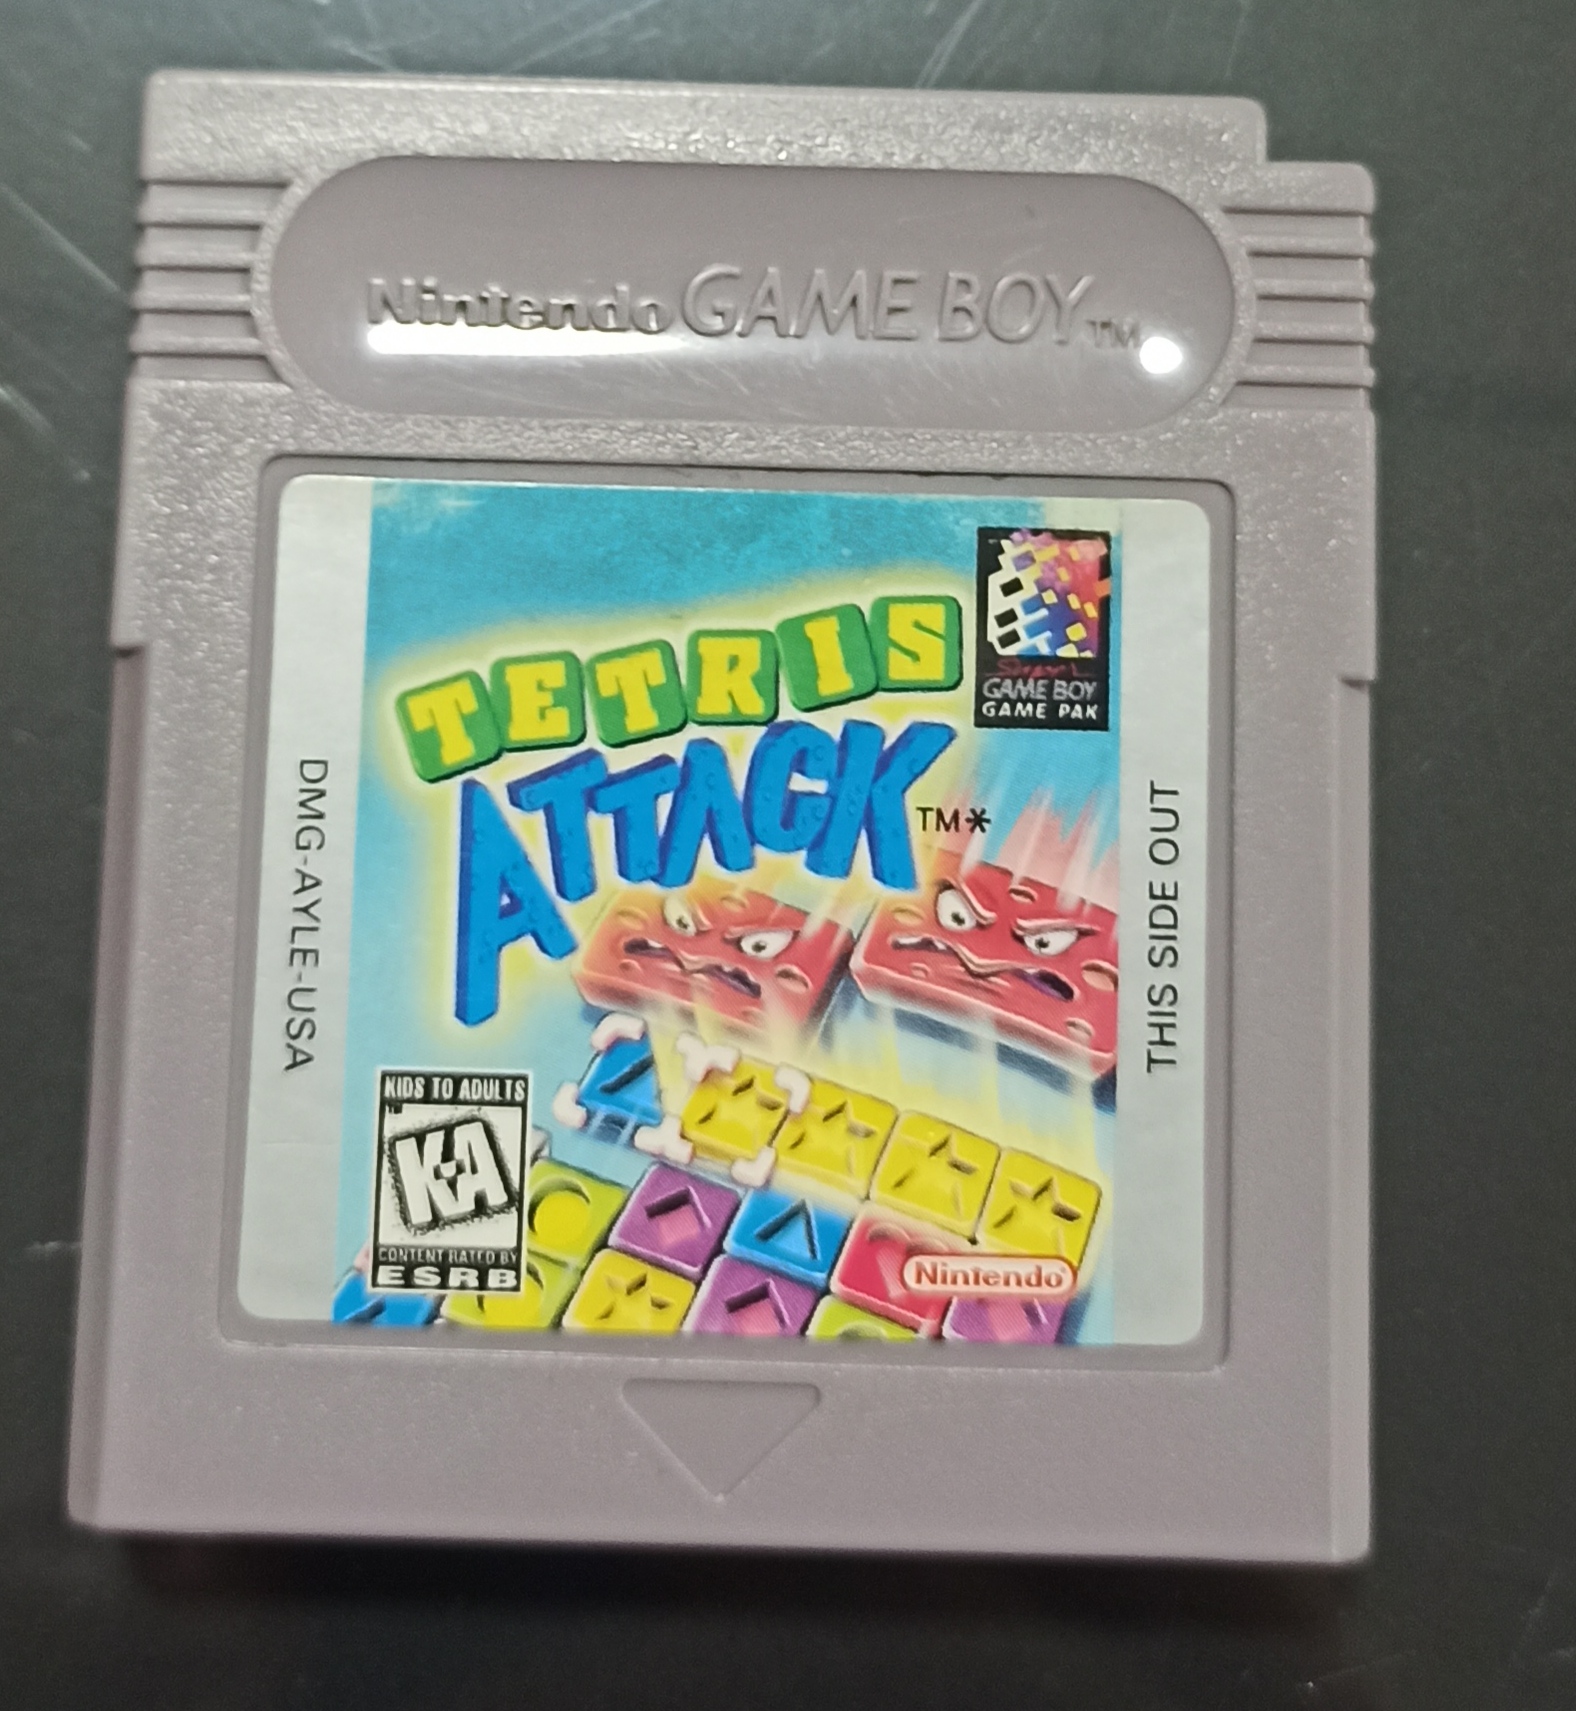 Nintendo GAME BOY TM
TETRIS
ATTACK TM*
Super
GAME BOY
GAME PAK
DMG-AYLE-USA
THIS SIDE OUT
KIDS TO ADULTS
K-A
CONTENT RATED BY
ESRB
Nintendo